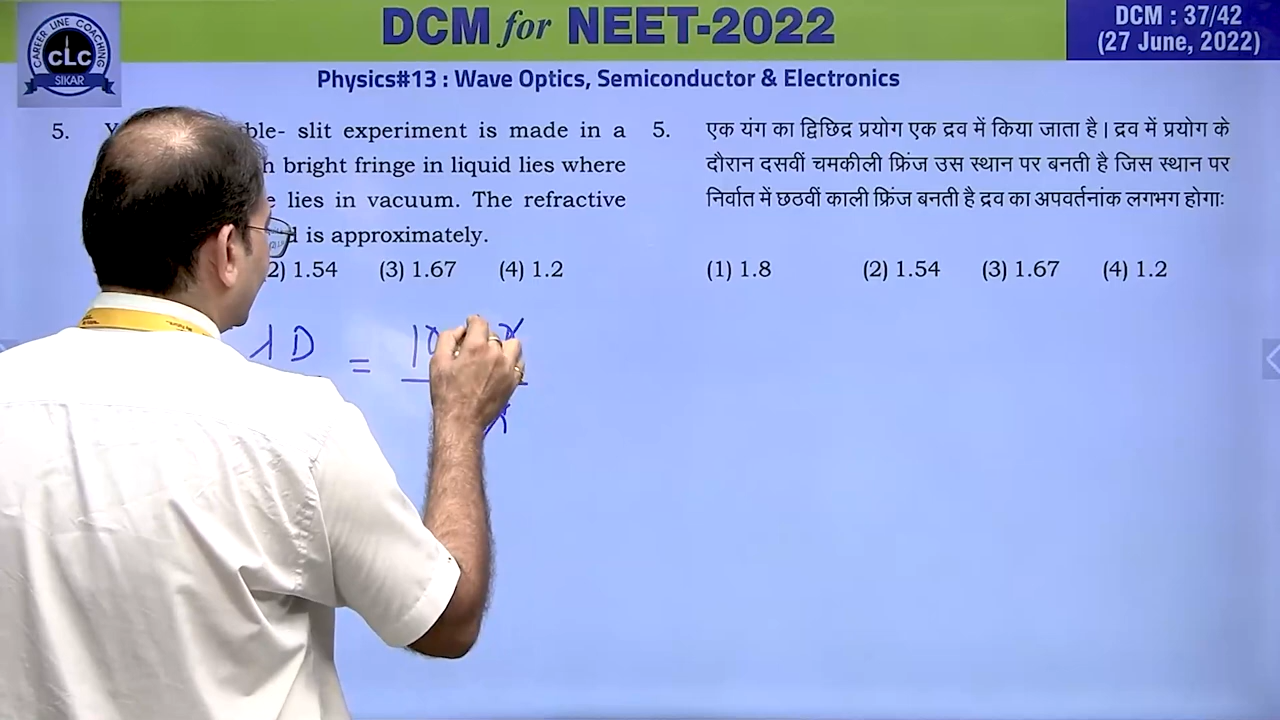 DCM for NEET-2022
DCM : 37/42
(27 June, 2022)
CAREER LINE COACHING
CLC
SIKAR
Physics#13 : Wave Optics, Semiconductor & Electronics
5. slit experiment is made in a
bright fringe in liquid lies where
lies in vacuum. The refractive
is approximately.
2) 1.54 (3) 1.67 (4) 1.2
5. एक यंग का द्विछिद्र प्रयोग एक द्रव में किया जाता है। द्रव में प्रयोग के
दौरान दसवीं चमकीली फ्रिंज उस स्थान पर बनती है जिस स्थान पर
निर्वात में छठवीं काली फ्रिंज बनती है द्रव का अपवर्तनांक लगभग होगाः
(1) 1.8 (2) 1.54 (3) 1.67 (4) 1.2
λD =